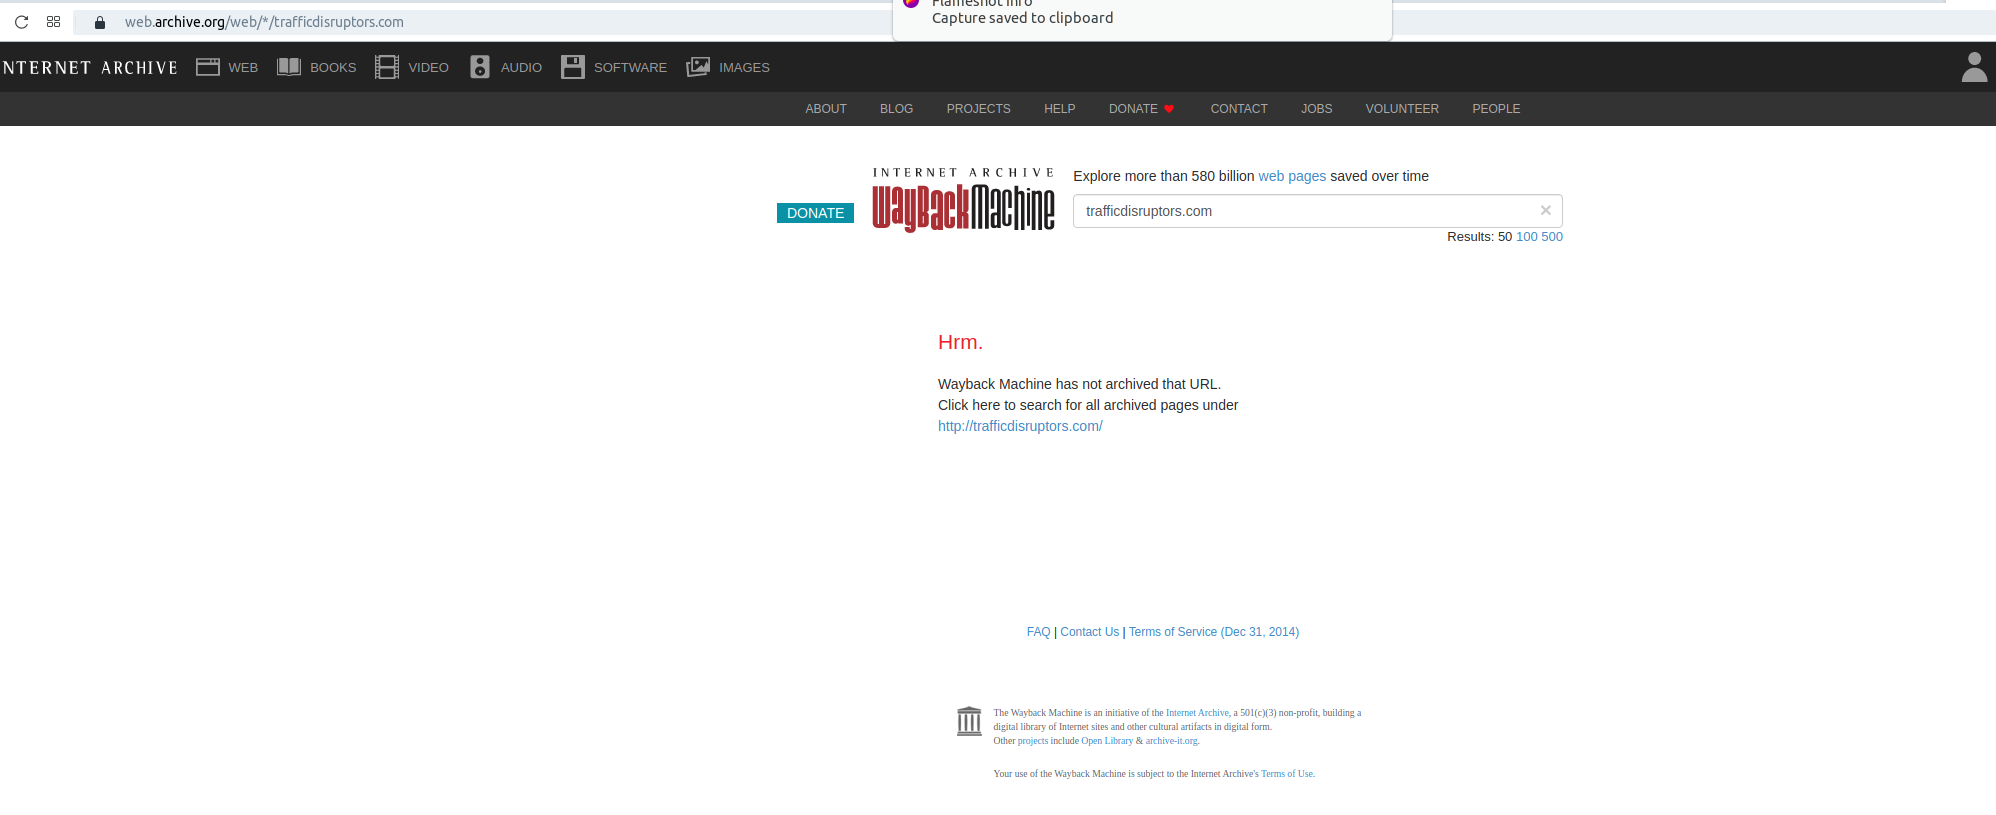 Flameshot Info
Capture saved to clipboard
web.archive.org/web/*/trafficdisruptors.com
NTERNET ARCHIVE WEB BOOKS VIDEO AUDIO SOFTWARE IMAGES
ABOUT BLOG PROJECTS HELP DONATE CONTACT JOBS VOLUNTEER PEOPLE
INTERNET ARCHIVE
WayBackMachine
DONATE
Explore more than 580 billion web pages saved over time
trafficdisruptors.com
Results: 50 100 500
Hrm.
Wayback Machine has not archived that URL.
Click here to search for all archived pages under
http://trafficdisruptors.com/
FAQ | Contact Us | Terms of Service (Dec 31, 2014)
The Wayback Machine is an initiative of the Internet Archive, a 501(c)(3) non-profit, building a
digital library of Internet sites and other cultural artifacts in digital form.
Other projects include Open Library & archive-it.org.
Your use of the Wayback Machine is subject to the Internet Archive's Terms of Use.